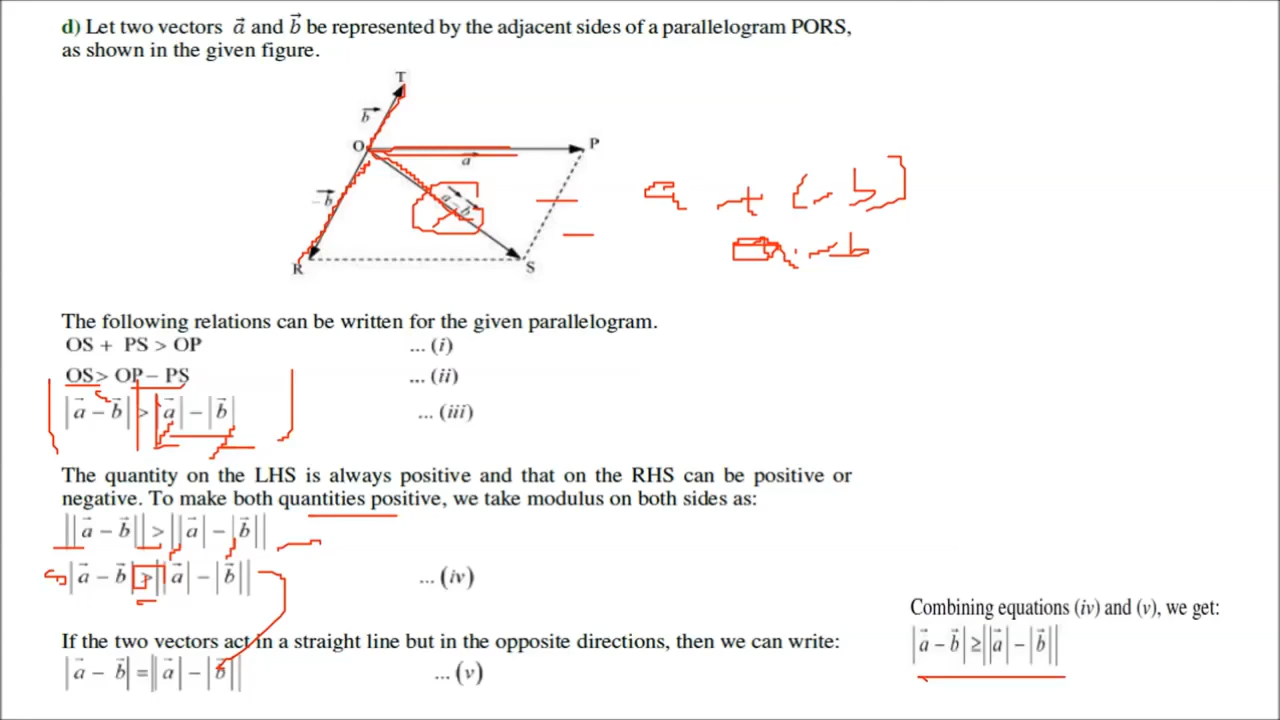 d) Let two vectors a⃗ and b⃗ be represented by the adjacent sides of a parallelogram PORS,
as shown in the given figure.
T
b⃗
O
P
a⃗
-b⃗
a⃗ - b⃗
R
S
a + (-b)
a - b
The following relations can be written for the given parallelogram.
OS + PS > OP ... (i)
OS > OP – PS ... (ii)
|a⃗ - b⃗| > |a⃗| - |b⃗| ... (iii)
The quantity on the LHS is always positive and that on the RHS can be positive or
negative. To make both quantities positive, we take modulus on both sides as:
||a⃗ - b⃗|| > ||a⃗| - |b⃗||
|a⃗ - b⃗| > ||a⃗| - |b⃗|| ... (iv)
If the two vectors act in a straight line but in the opposite directions, then we can write:
|a⃗ - b⃗| = ||a⃗| - |b⃗|| ... (v)
Combining equations (iv) and (v), we get:
|a⃗ - b⃗| ≥ ||a⃗| - |b⃗||